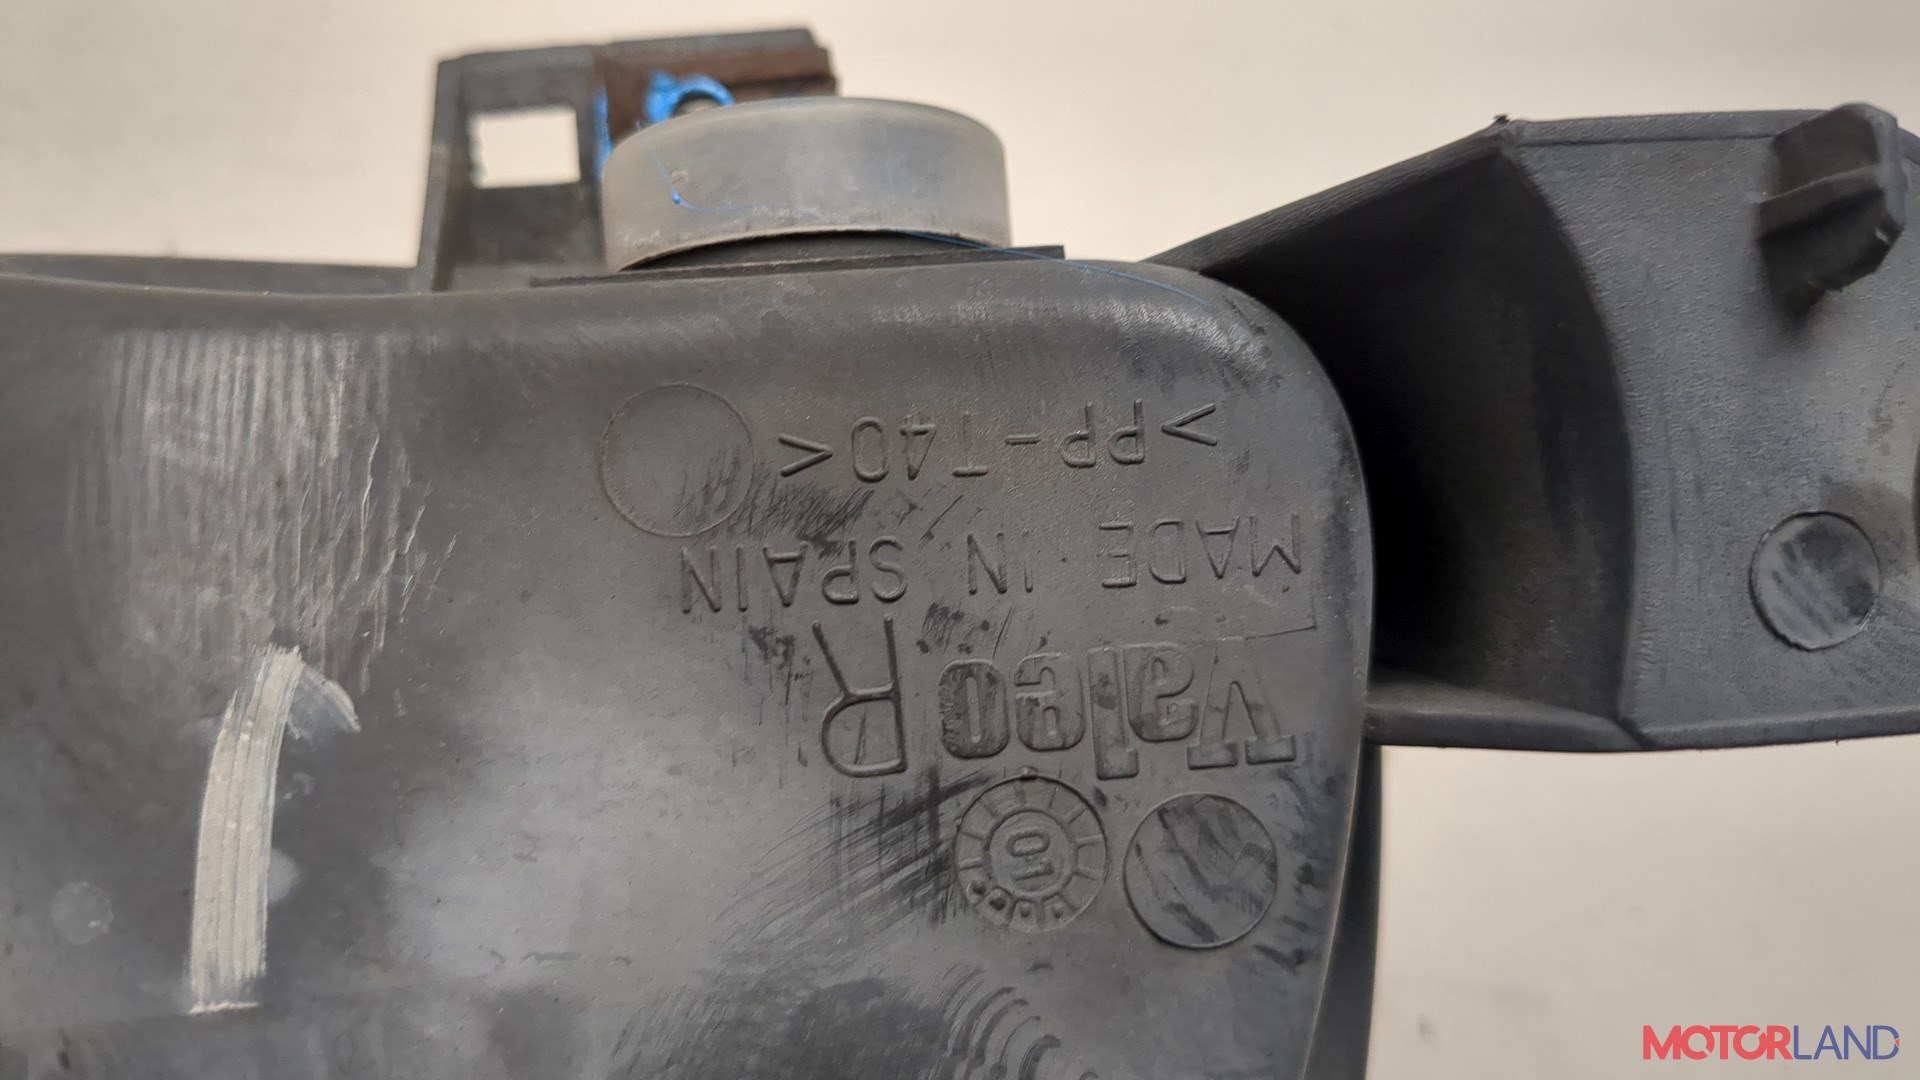 >PP-T40<
MADE IN SPAIN
Valeo R
01
MOTORLAND